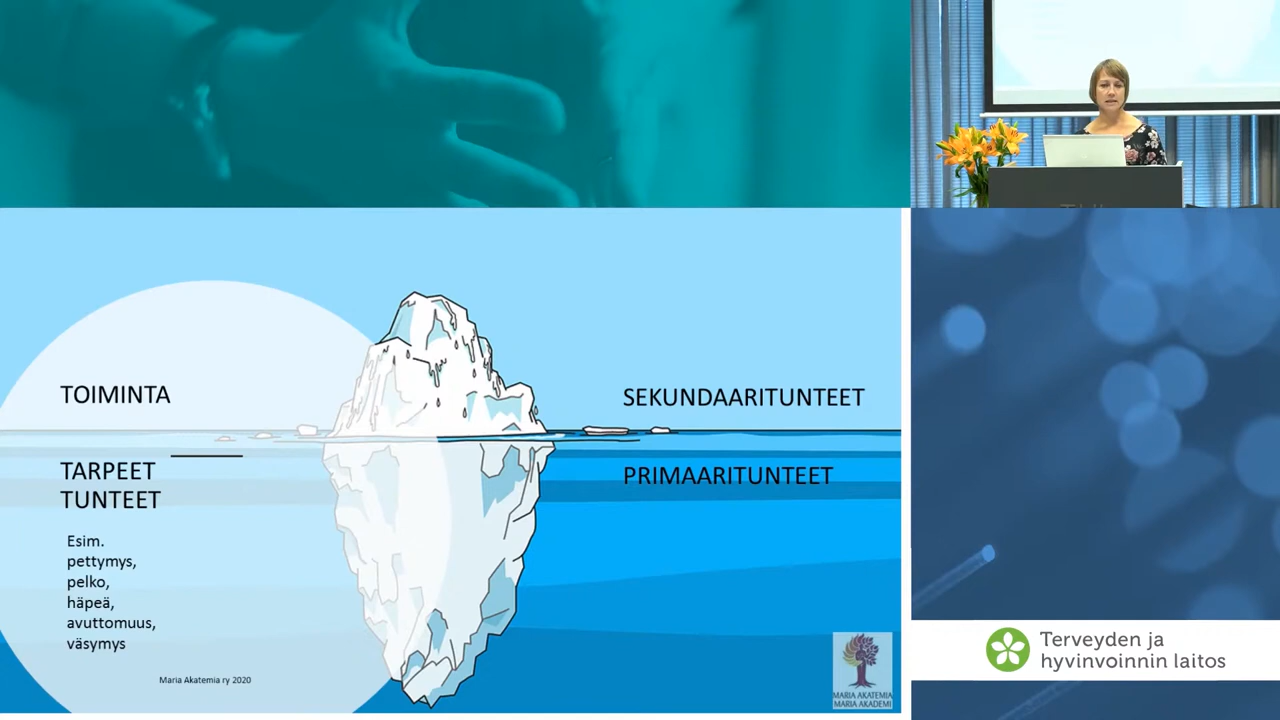 TOIMINTA
SEKUNDAARITUNTEET
TARPEET
TUNTEET
PRIMAARITUNTEET
Esim.
pettymys,
pelko,
häpeä,
avuttomuus,
väsymys
Maria Akatemia ry 2020
MARIA AKATEMIA
MARIA AKADEMI
Terveyden ja
hyvinvoinnin laitos